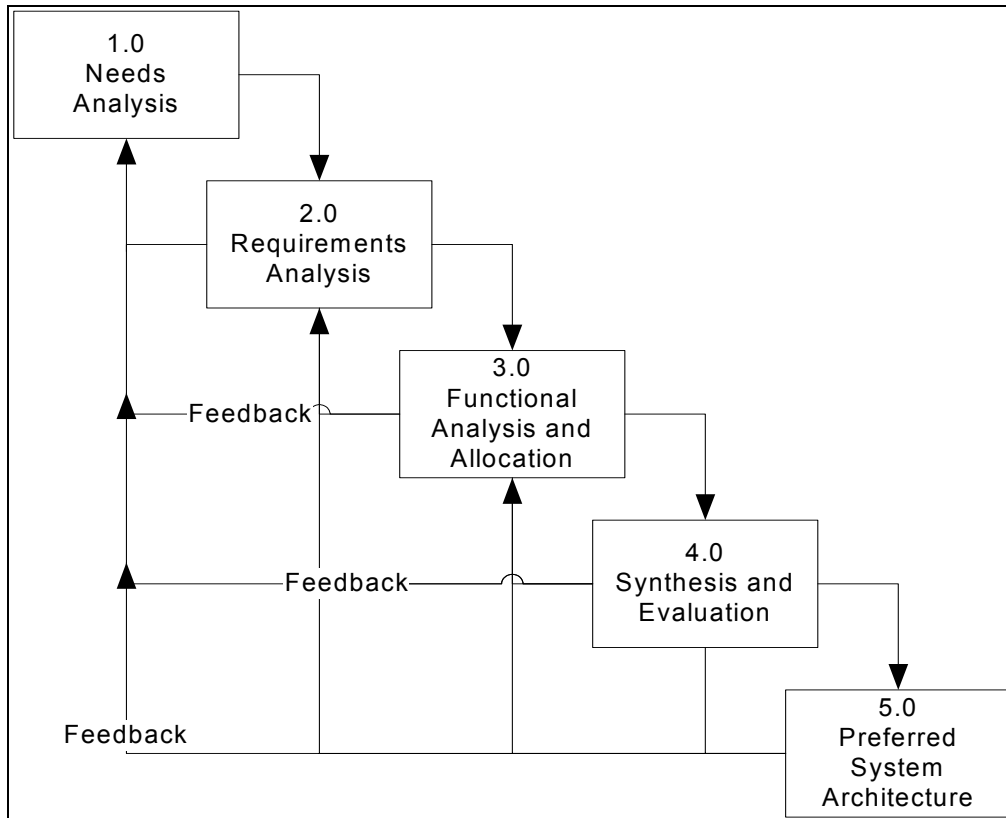 1.0
Needs
Analysis
2.0
Requirements
Analysis
3.0
Functional
Analysis and
Allocation
Feedback
4.0
Synthesis and
Evaluation
Feedback
5.0
Preferred
System
Architecture
Feedback